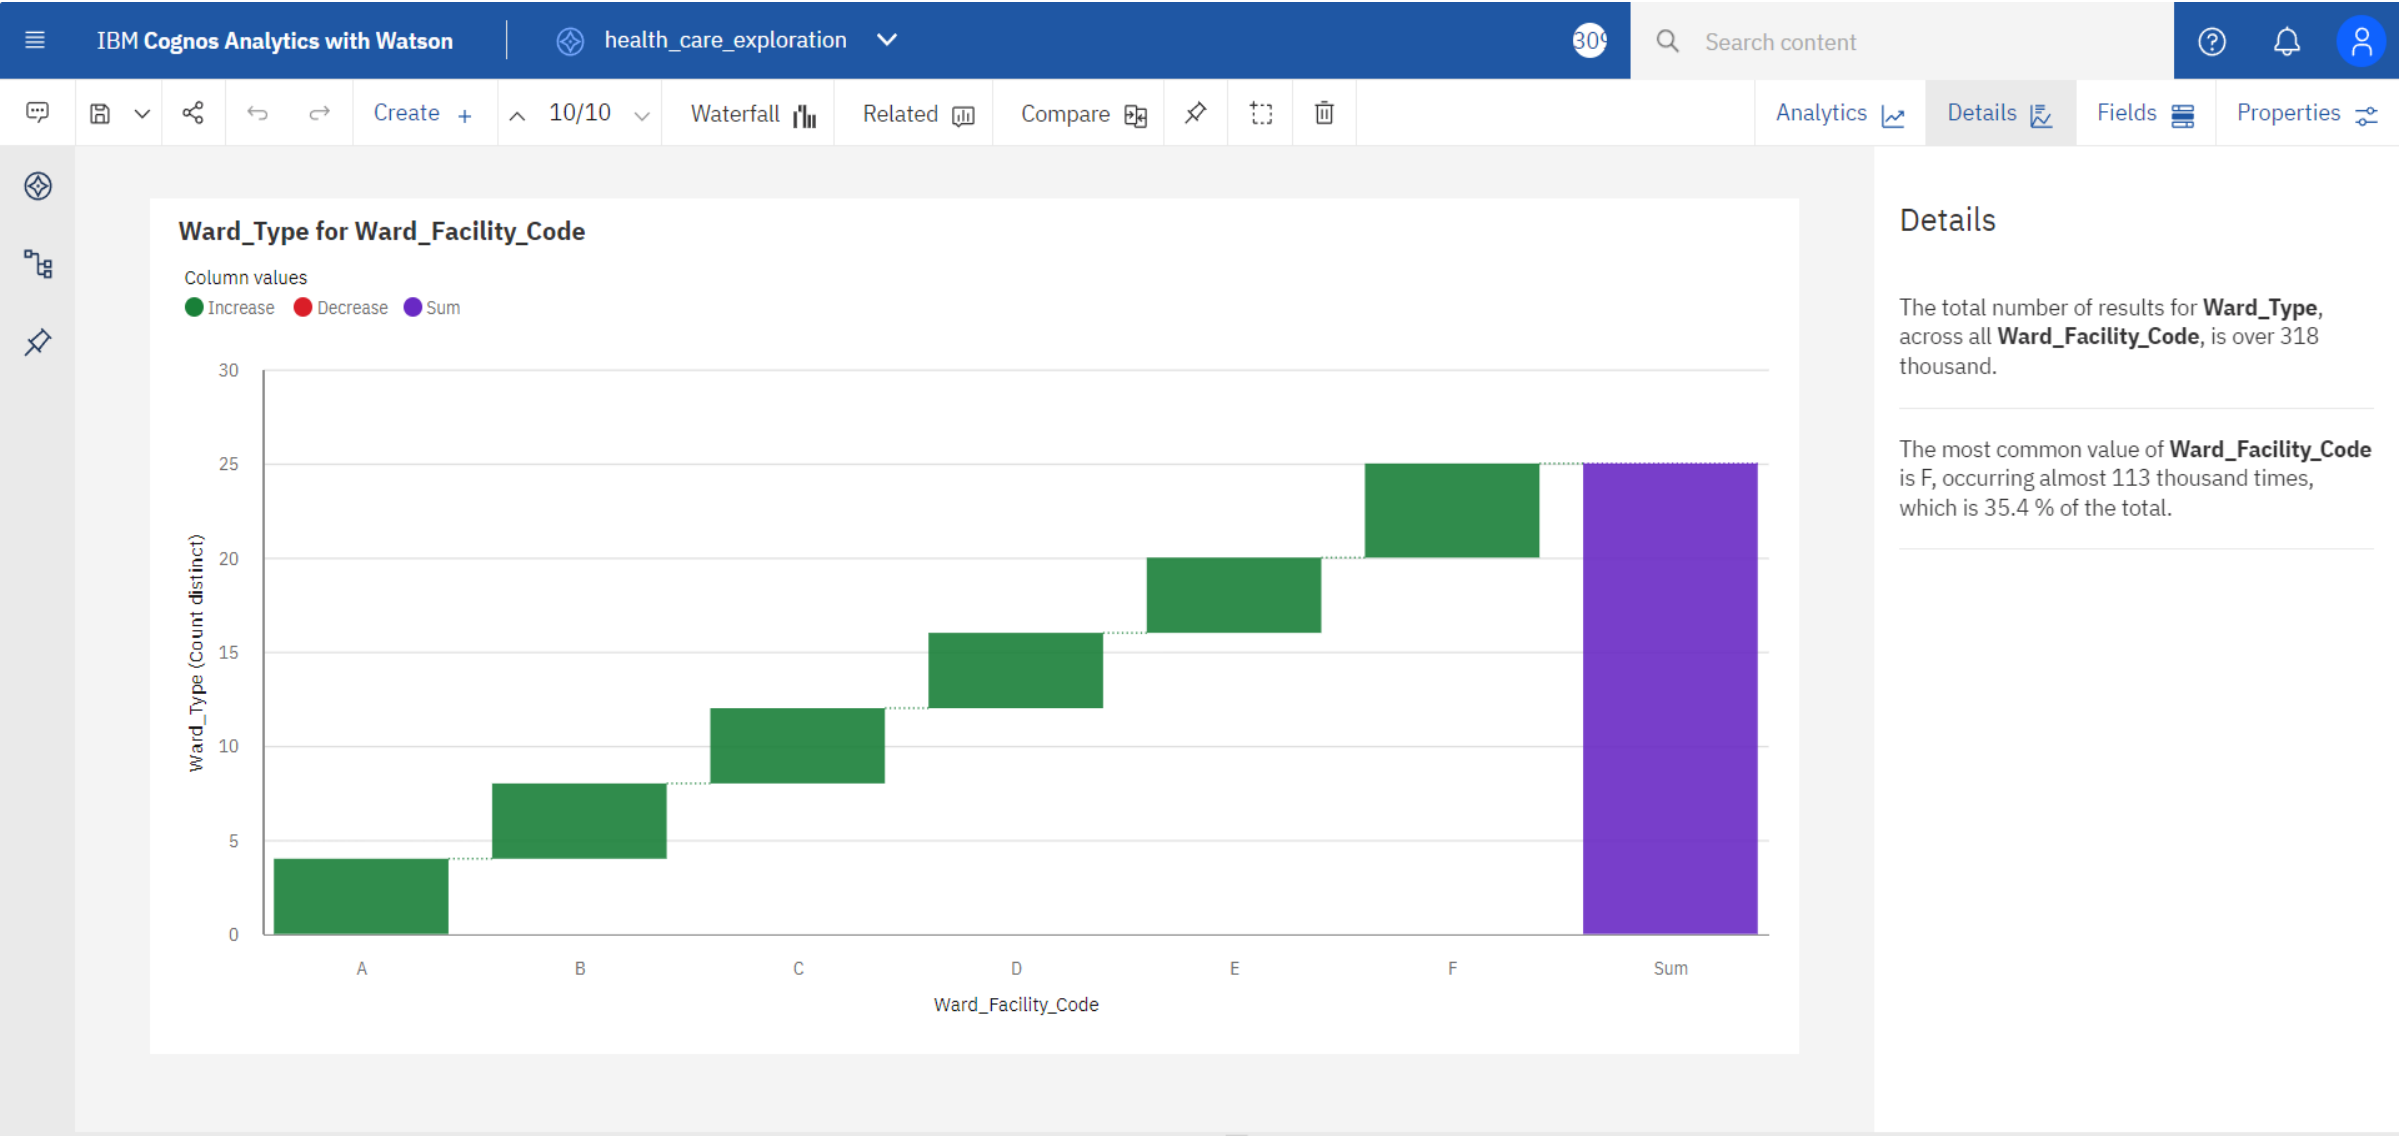 IBM Cognos Analytics with Watson
health_care_exploration
309
Search content
Create +
10/10
Waterfall
Related
Compare
Analytics
Details
Fields
Properties
Ward_Type for Ward_Facility_Code
Column values
Increase
Decrease
Sum
30
25
20
15
10
5
0
Ward_Type (Count distinct)
A
B
C
D
E
F
Sum
Ward_Facility_Code
Details
The total number of results for Ward_Type,
across all Ward_Facility_Code, is over 318
thousand.
The most common value of Ward_Facility_Code
is F, occurring almost 113 thousand times,
which is 35.4 % of the total.